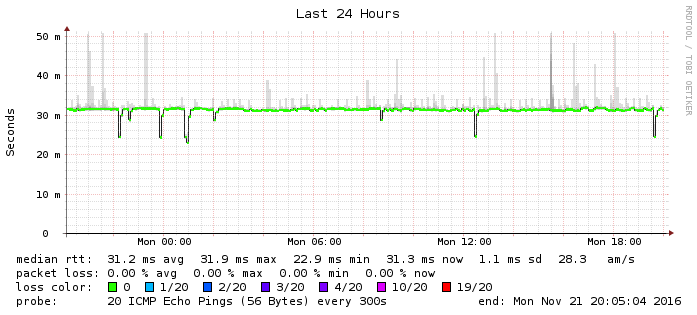 Last 24 Hours
RRDTOOL / TOBI OETIKER
Seconds
50 m
40 m
30 m
20 m
10 m
0
Mon 00:00 Mon 06:00 Mon 12:00 Mon 18:00
median rtt: 31.2 ms avg 31.9 ms max 22.9 ms min 31.3 ms now 1.1 ms sd 28.3 am/s
packet loss: 0.00 % avg 0.00 % max 0.00 % min 0.00 % now
loss color: 0 1/20 2/20 3/20 4/20 10/20 19/20
probe: 20 ICMP Echo Pings (56 Bytes) every 300s end: Mon Nov 21 20:05:04 2016